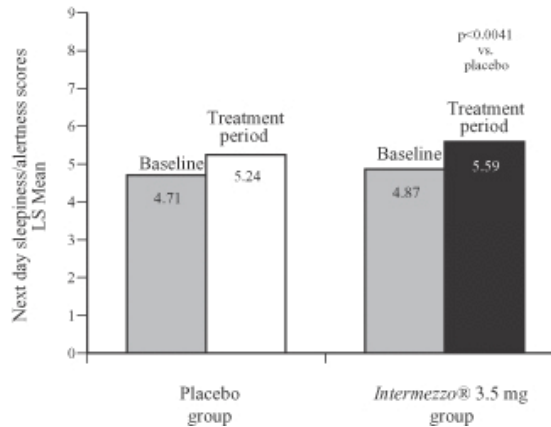 Next day sleepiness/alertness scores
LS Mean
9
8
7
6
5
4
3
2
1
0
Baseline
4.71
Treatment
period
5.24
Baseline
4.87
p<0.0041
vs.
placebo
Treatment
period
5.59
Placebo
group
Intermezzo® 3.5 mg
group